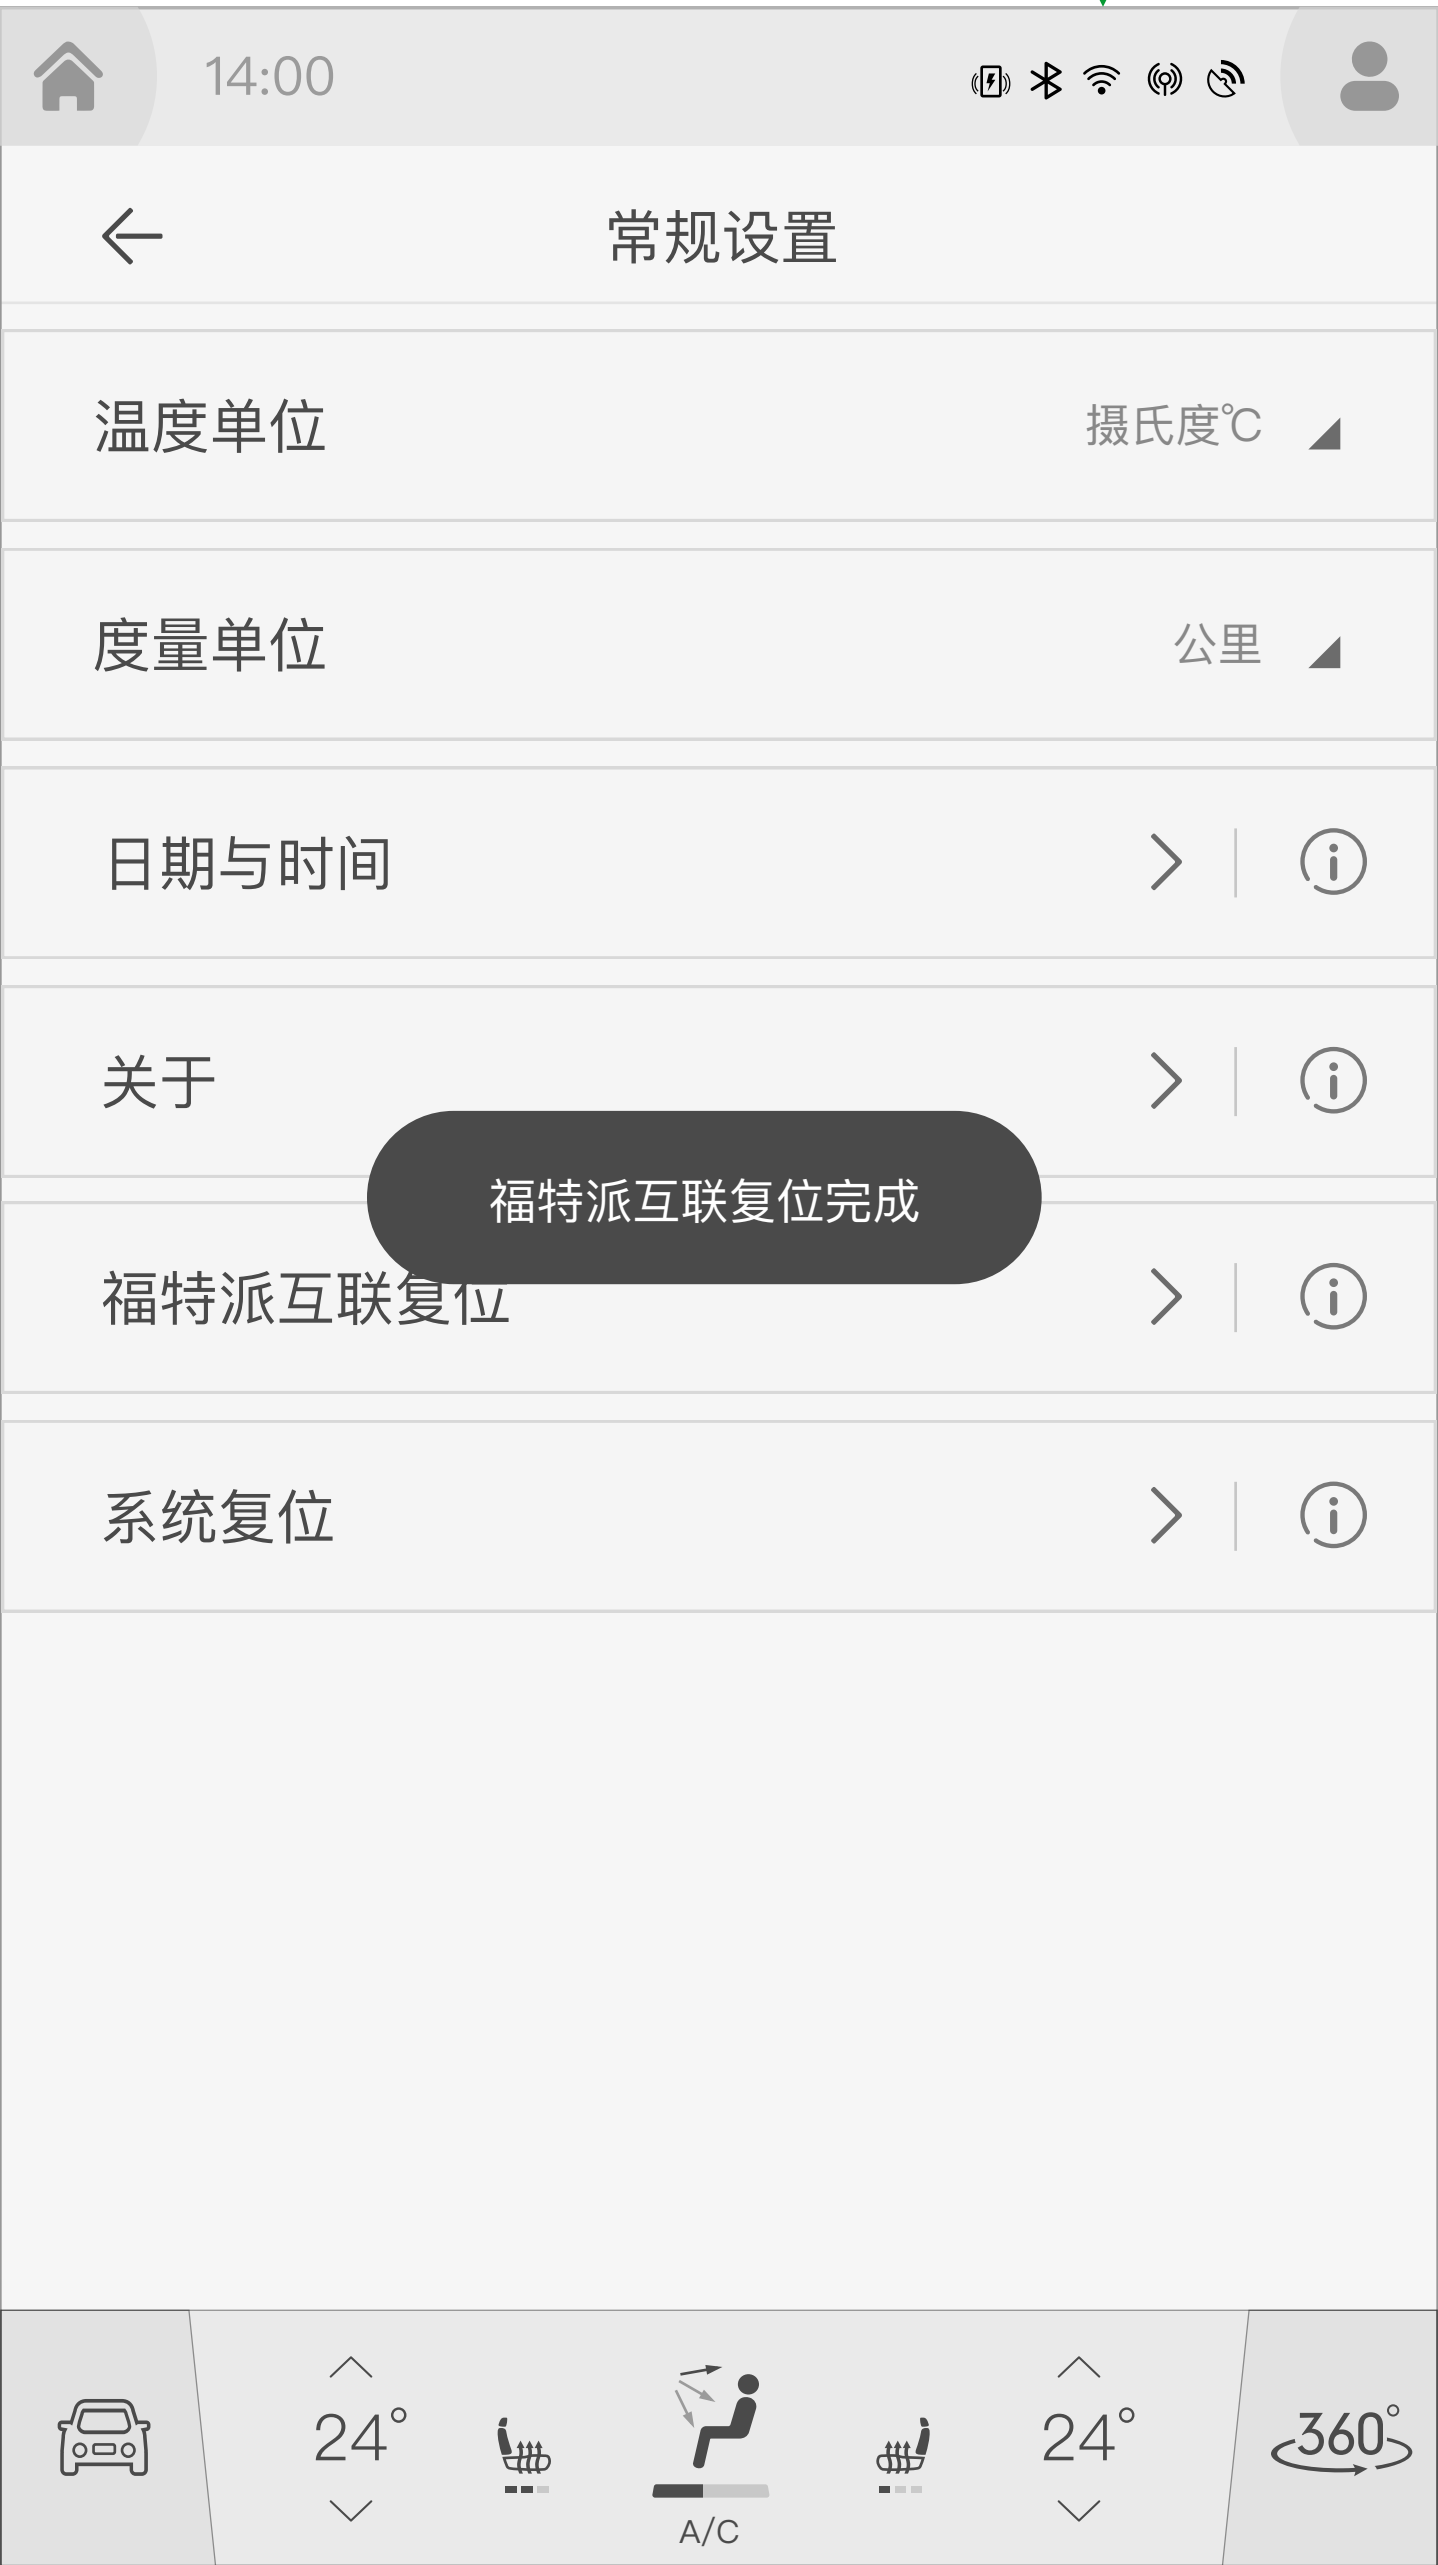 14:00
常规设置
温度单位 摄氏度℃
度量单位 公里
日期与时间
关于
福特派互联复位完成
福特派互联复位
系统复位
24° 24° 360°
A/C